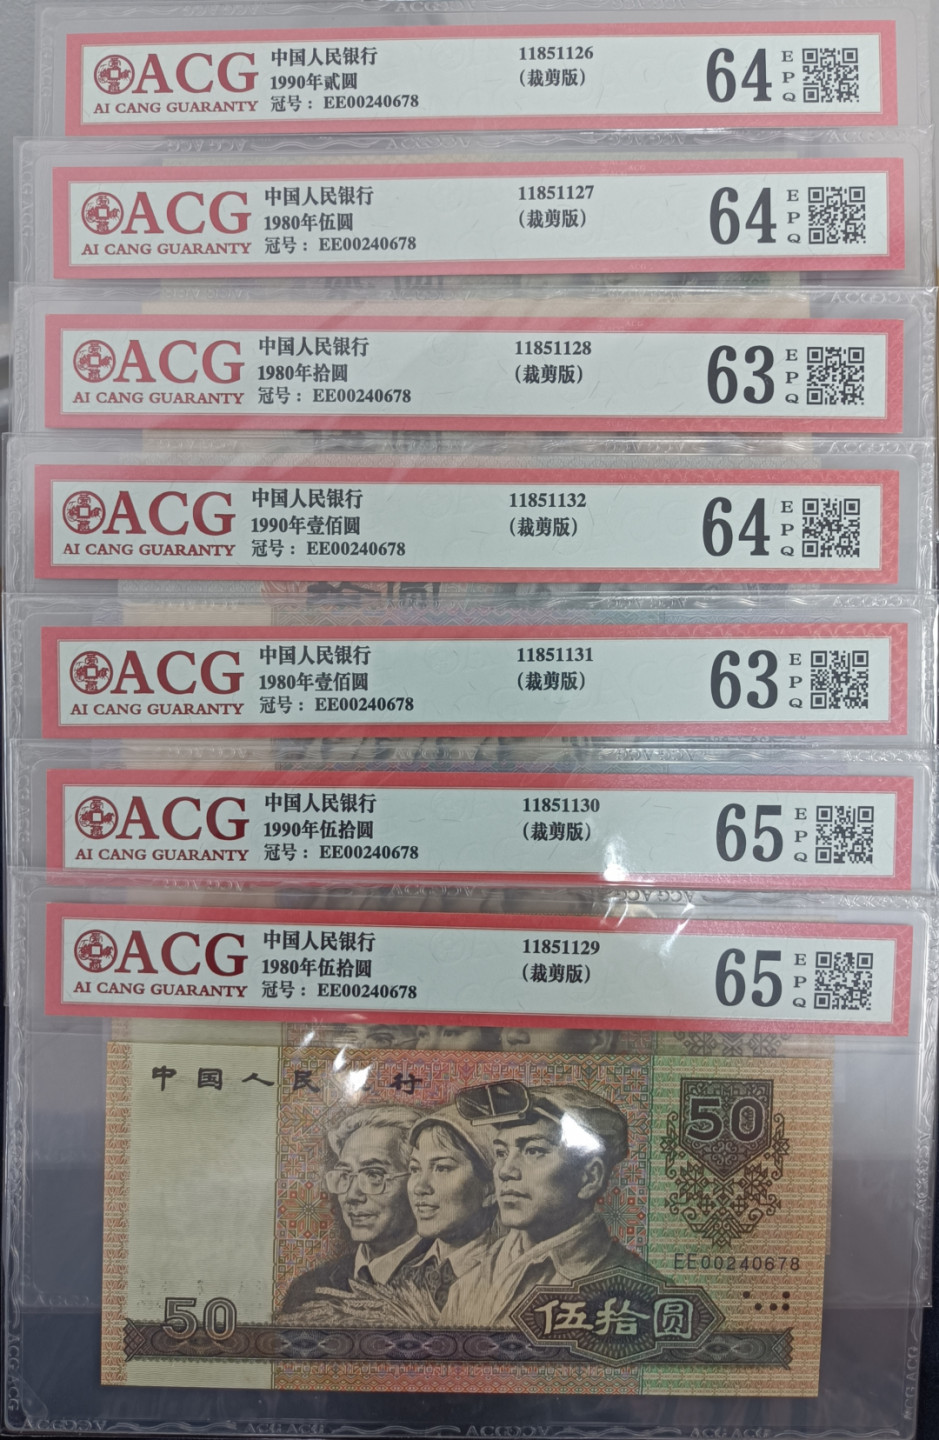 ACG
AI CANG GUARANTY
中国人民银行
1990年贰圆
冠号： EE00240678
11851126
（裁剪版）
64
EPQ
ACG
AI CANG GUARANTY
中国人民银行
1980年伍圆
冠号： EE00240678
11851127
（裁剪版）
64
EPQ
ACG
AI CANG GUARANTY
中国人民银行
1980年拾圆
冠号： EE00240678
11851128
（裁剪版）
63
EPQ
ACG
AI CANG GUARANTY
中国人民银行
1990年壹佰圆
冠号： EE00240678
11851132
（裁剪版）
64
EPQ
ACG
AI CANG GUARANTY
中国人民银行
1980年壹佰圆
冠号： EE00240678
11851131
（裁剪版）
63
EPQ
ACG
AI CANG GUARANTY
中国人民银行
1990年伍拾圆
冠号： EE00240678
11851130
（裁剪版）
65
EPQ
ACG
AI CANG GUARANTY
中国人民银行
1980年伍拾圆
冠号： EE00240678
11851129
（裁剪版）
65
EPQ
中国人民 行
50
EE00240678
50
伍拾圆